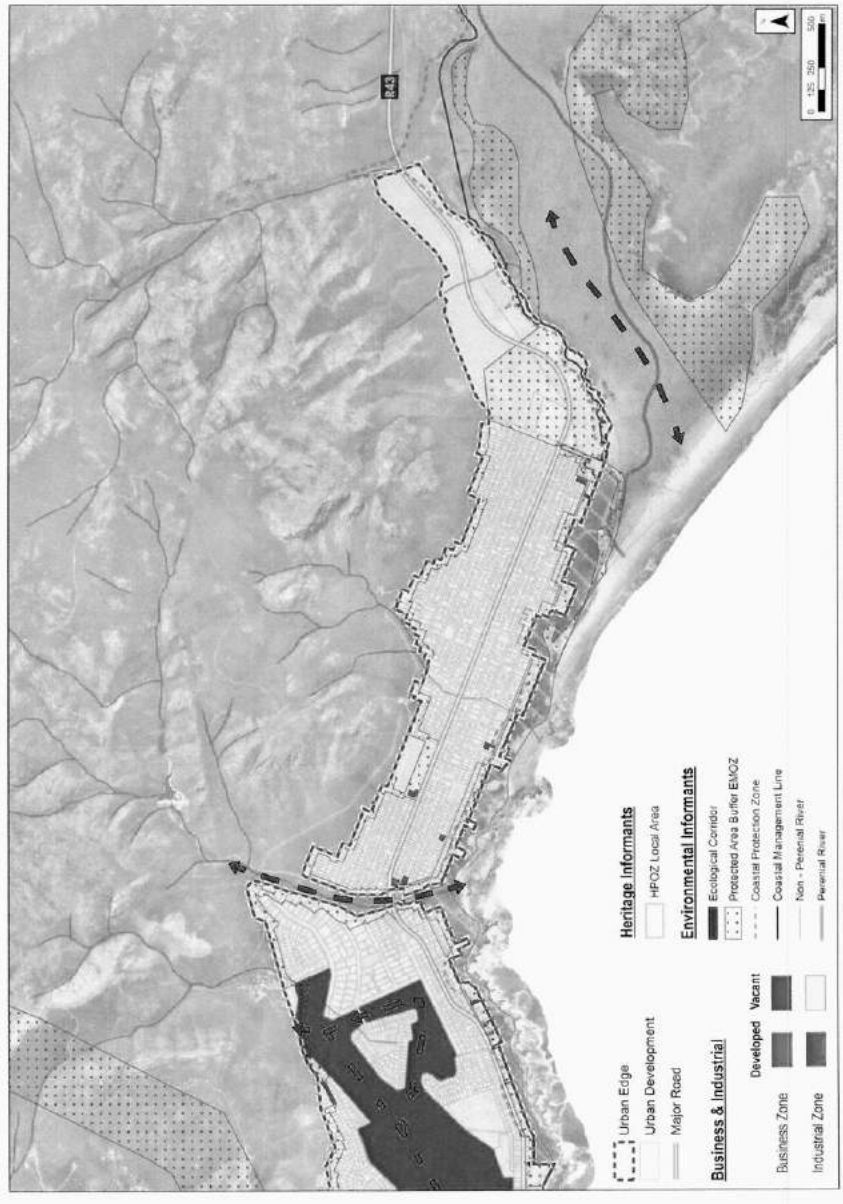 R43
0 125 250 500
m
Urban Edge
Urban Development
Major Road
Business & Industrial
Developed Vacant
Business Zone
Industrial Zone
Heritage Informants
HPOZ Local Area
Environmental Informants
Ecological Corridor
Protected Area Buffer EMOZ
Coastal Protection Zone
Coastal Management Line
Non - Perenial River
Perenial River